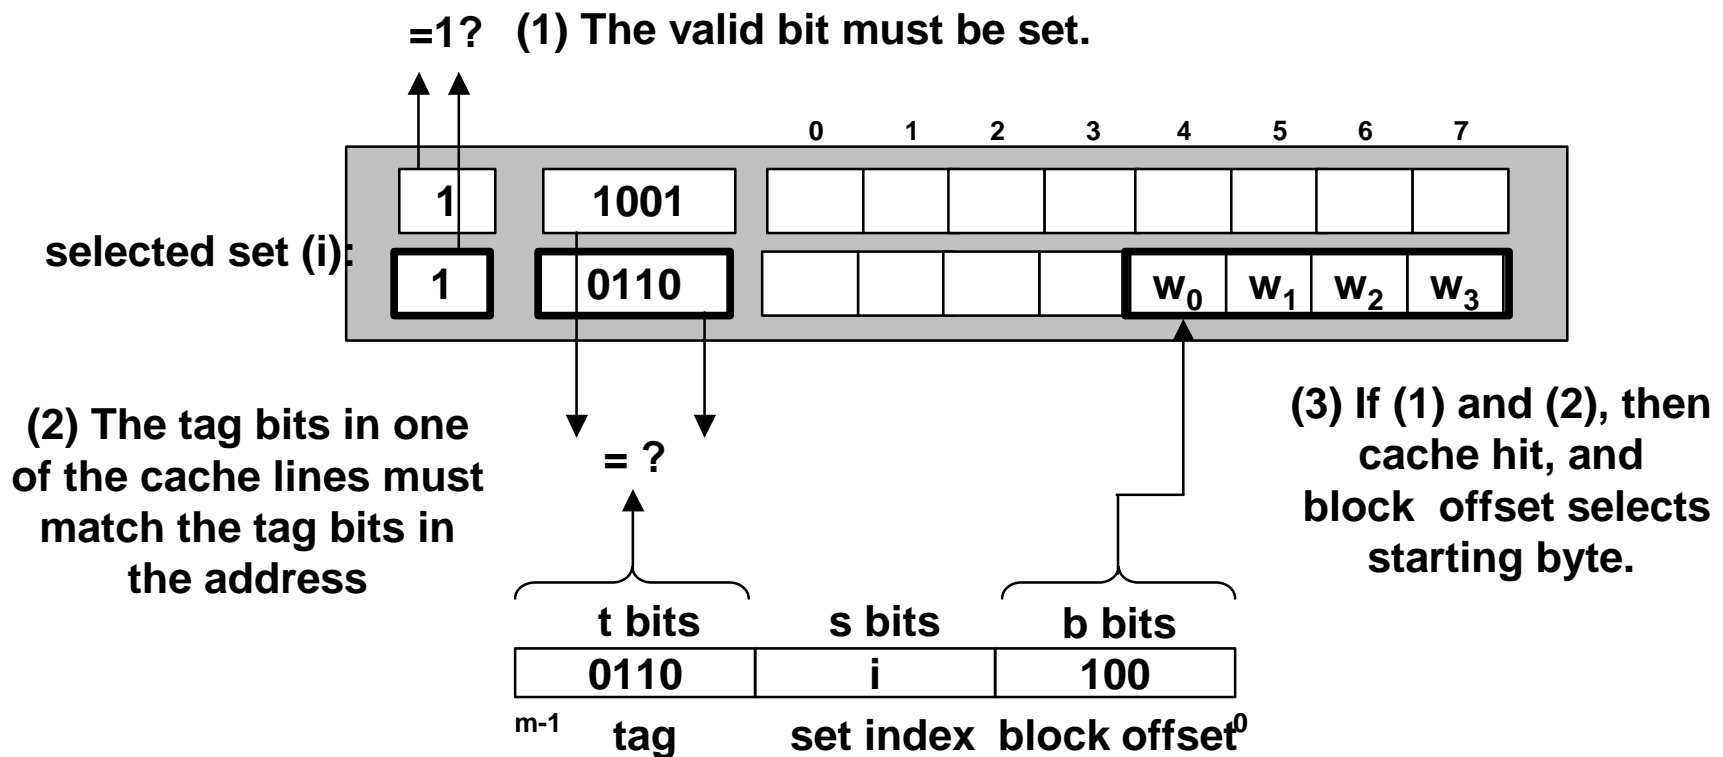 =1? (1) The valid bit must be set.
0 1 2 3 4 5 6 7
1 1001
selected set (i):
1 0110 w0 w1 w2 w3
(2) The tag bits in one
of the cache lines must
match the tag bits in
the address
= ?
(3) If (1) and (2), then
cache hit, and
block offset selects
starting byte.
t bits s bits b bits
0110 i 100
m-1 tag set index block offset 0